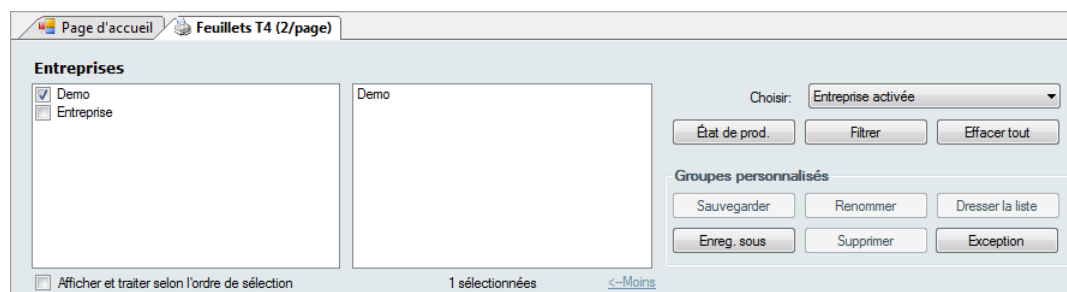 Page d'accueil Feuillets T4 (2/page)
Entreprises
Demo
Entreprise
Demo
Choisir: Entreprise activée
État de prod. Filtrer Effacer tout
Groupes personnalisés
Sauvegarder Renommer Dresser la liste
Enreg. sous Supprimer Exception
Afficher et traiter selon l'ordre de sélection 1 sélectionnées <--Moins